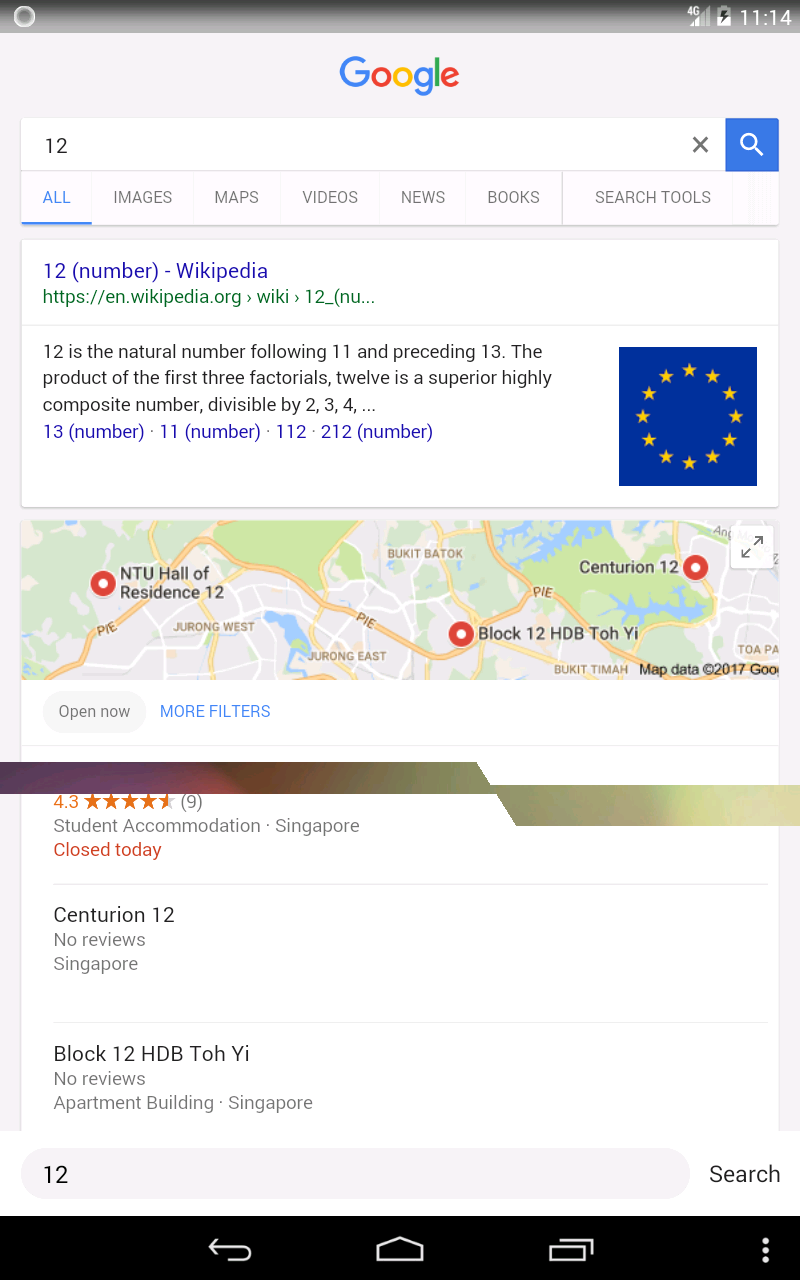 4G 11:14
Google
12
ALL IMAGES MAPS VIDEOS NEWS BOOKS SEARCH TOOLS
12 (number) - Wikipedia
https://en.wikipedia.org › wiki › 12_(nu...
12 is the natural number following 11 and preceding 13. The
product of the first three factorials, twelve is a superior highly
composite number, divisible by 2, 3, 4, ...
13 (number) · 11 (number) · 112 · 212 (number)
NTU Hall of
Residence 12
BUKIT BATOK
Centurion 12
PIE
PIE
JURONG WEST
PIE
Block 12 HDB Toh Yi
JURONG EAST
TOA PA
BUKIT TIMAH
Map data ©2017 Goo
Open now MORE FILTERS
4.3 (9)
Student Accommodation · Singapore
Closed today
Centurion 12
No reviews
Singapore
Block 12 HDB Toh Yi
No reviews
Apartment Building · Singapore
12 Search